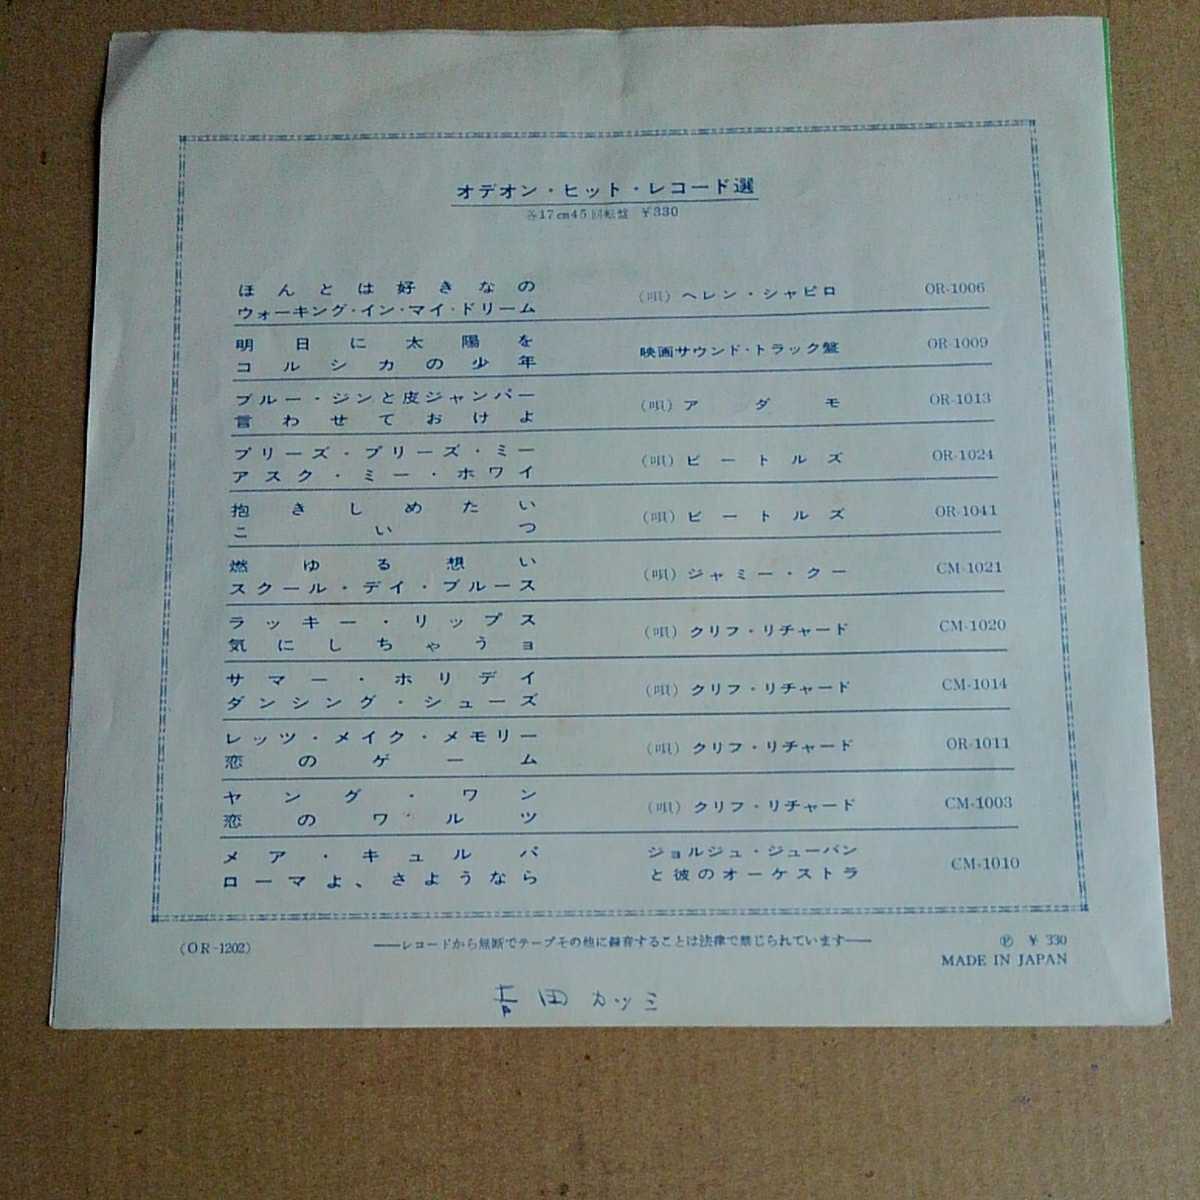 オデオン・ヒット・レコード選
各17cm45回転盤 ¥330
ほんとは好きなの
ウォーキング・イン・マイ・ドリーム
(唄) ヘレン・シャピロ
OR-1006
明日に太陽を
コルシカの少年
映画サウンド・トラック盤
OR-1009
ブルー・ジンと皮ジャンパー
言わせておけよ
(唄) アダモ
OR-1013
プリーズ・プリーズ・ミー
アスク・ミー・ホワイ
(唄) ビートルズ
OR-1024
抱きしめたい
こいつ
(唄) ビートルズ
OR-1041
燃ゆる想い
スクール・デイ・ブルース
(唄) ジャミー・クー
CM-1021
ラッキー・リップス
気にしちゃうョ
(唄) クリフ・リチャード
CM-1020
サマー・ホリデイ
ダンシング・シューズ
(唄) クリフ・リチャード
CM-1014
レッツ・メイク・メモリー
恋のゲーム
(唄) クリフ・リチャード
OR-1011
ヤング・ワン
恋のワルツ
(唄) クリフ・リチャード
CM-1003
メア・キュルパ
ローマよ、さようなら
ジョルジュ・ジューバン
と彼のオーケストラ
CM-1010
(OR-1202)
——レコードから無断でテープその他に録音することは法律で禁じられています——
Ⓟ ¥ 330
MADE IN JAPAN
吉田 カツミ